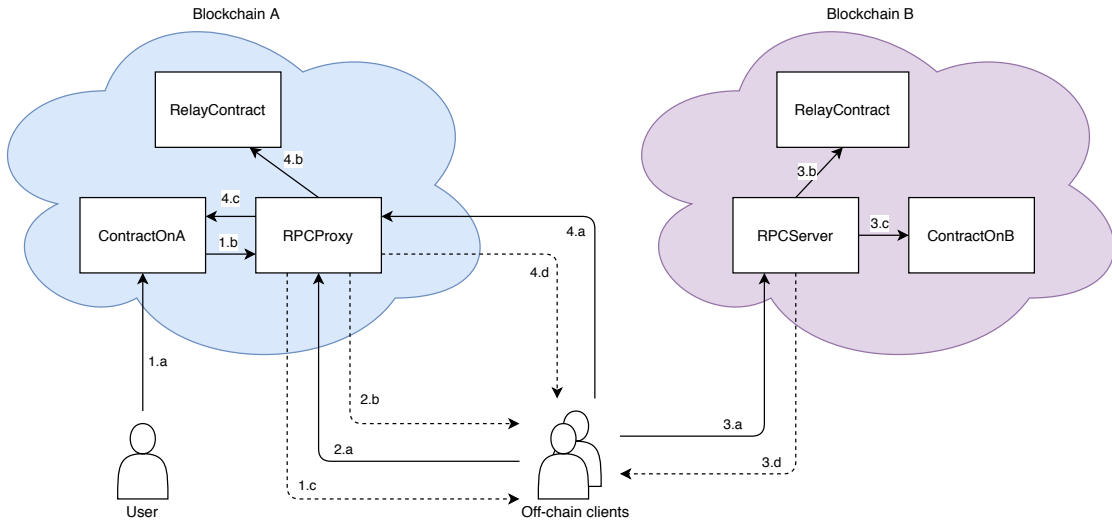 Blockchain A
Blockchain B
RelayContract
RelayContract
4.b
3.b
4.c
ContractOnA
1.b
RPCProxy
4.a
RPCServer
3.c
ContractOnB
4.d
1.a
2.b
2.a
3.a
1.c
3.d
User
Off-chain clients